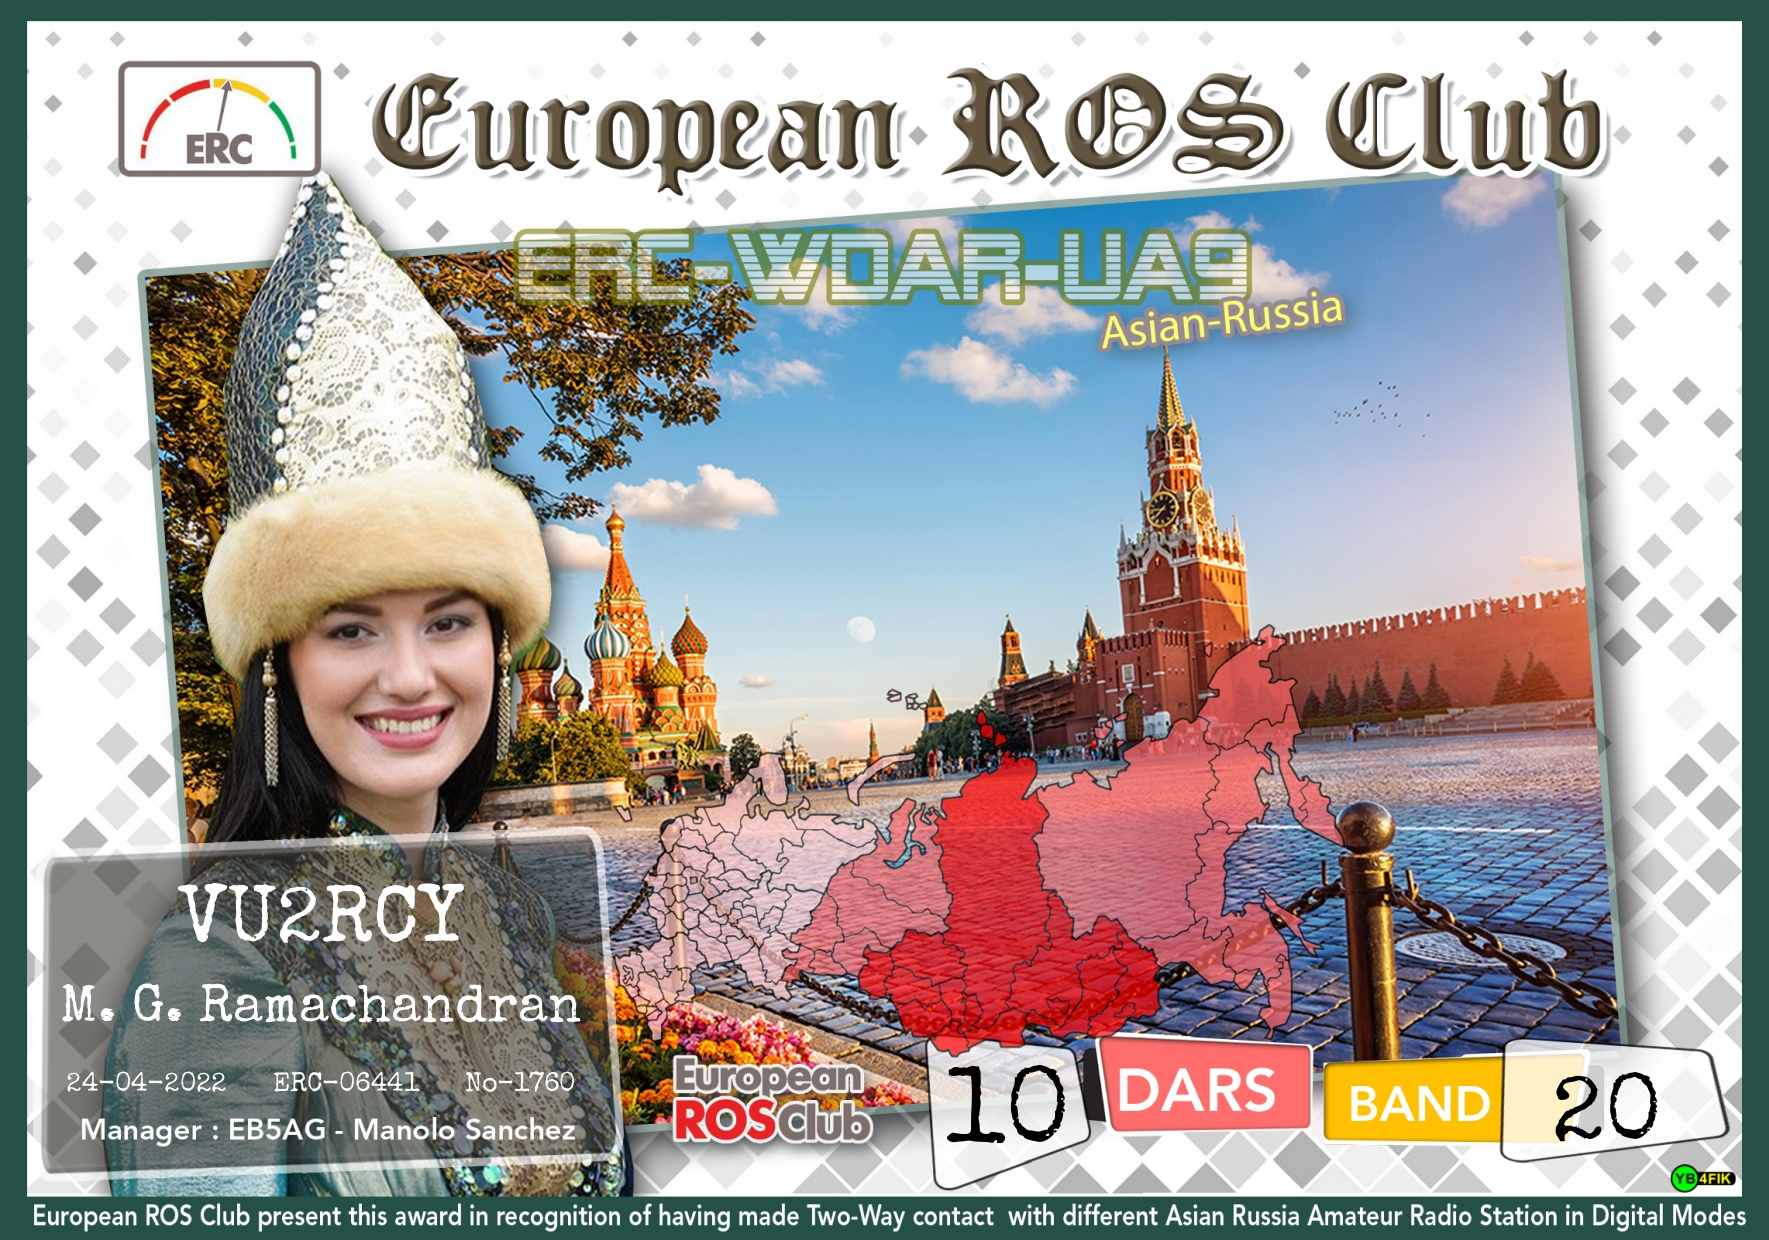 ERC
European ROS Club
ERC-WDAR-UA9
Asian-Russia
VU2RCY
M. G. Ramachandran
24-04-2022 ERC-06441 No-1760
Manager : EB5AG - Manolo Sanchez
European
ROS Club
10 DARS BAND 20
YB4FIK
European ROS Club present this award in recognition of having made Two-Way contact with different Asian Russia Amateur Radio Station in Digital Modes